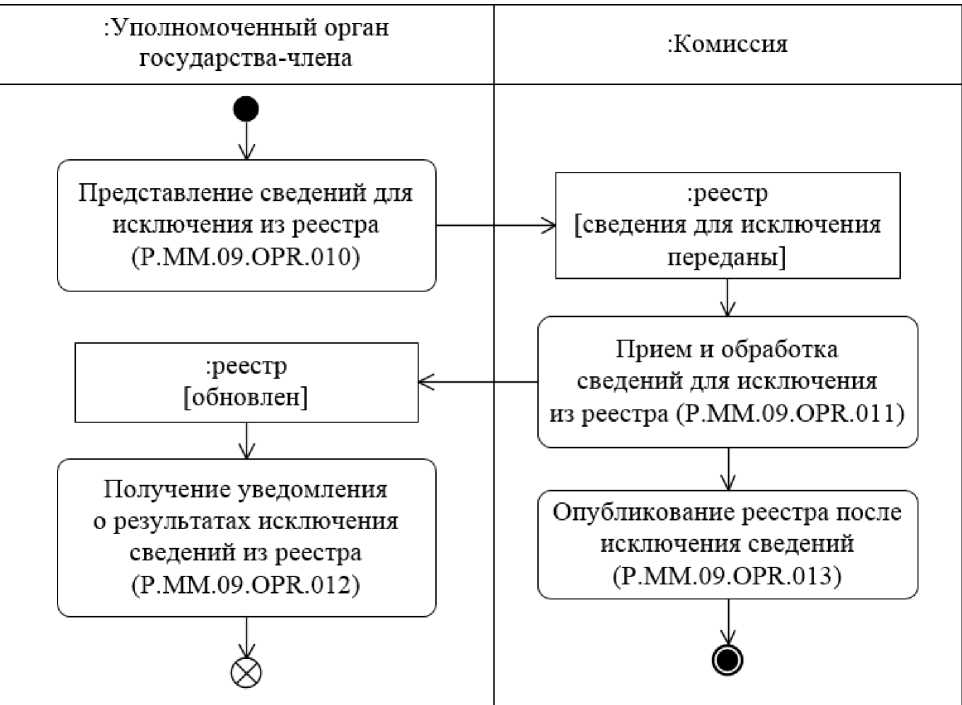 :Уполномоченный орган
государства-члена
:Комиссия
Представление сведений для
исключения из реестра
(P.MM.09.OPR.010)
:реестр
[сведения для исключения
переданы]
Прием и обработка
сведений для исключения
из реестра (P.MM.09.OPR.011)
:реестр
[обновлен]
Получение уведомления
о результатах исключения
сведений из реестра
(P.MM.09.OPR.012)
Опубликование реестра после
исключения сведений
(P.MM.09.OPR.013)